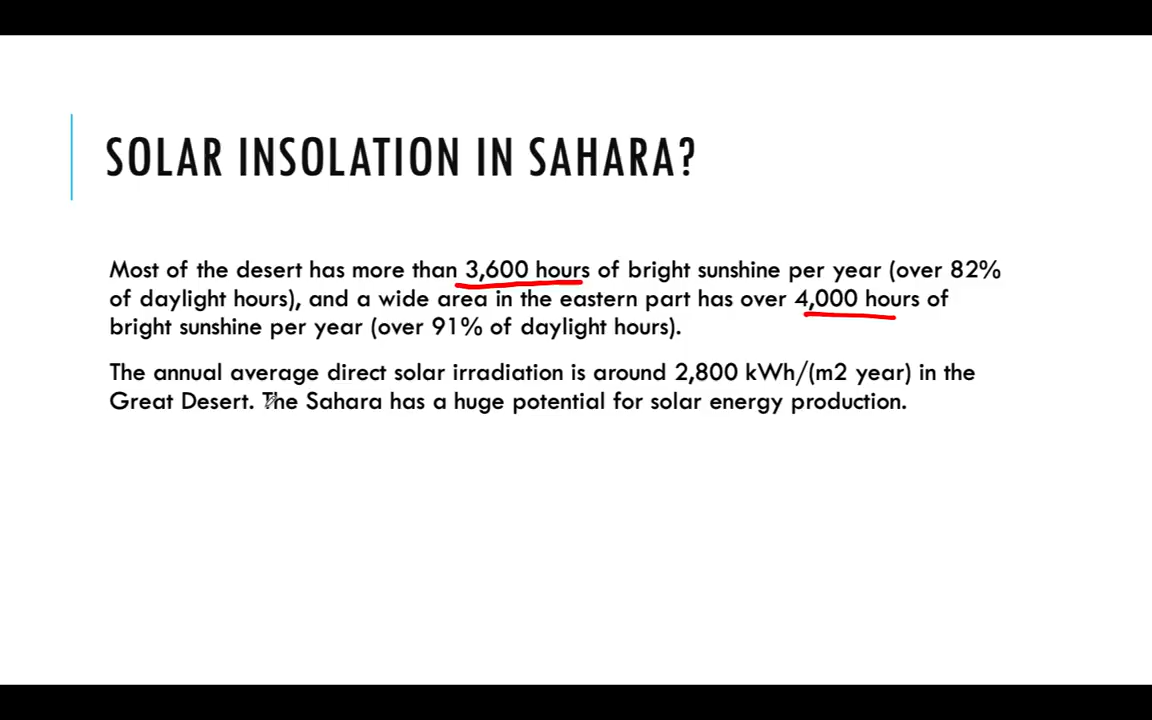 SOLAR INSOLATION IN SAHARA?
Most of the desert has more than 3,600 hours of bright sunshine per year (over 82%
of daylight hours), and a wide area in the eastern part has over 4,000 hours of
bright sunshine per year (over 91% of daylight hours).
The annual average direct solar irradiation is around 2,800 kWh/(m2 year) in the
Great Desert. The Sahara has a huge potential for solar energy production.